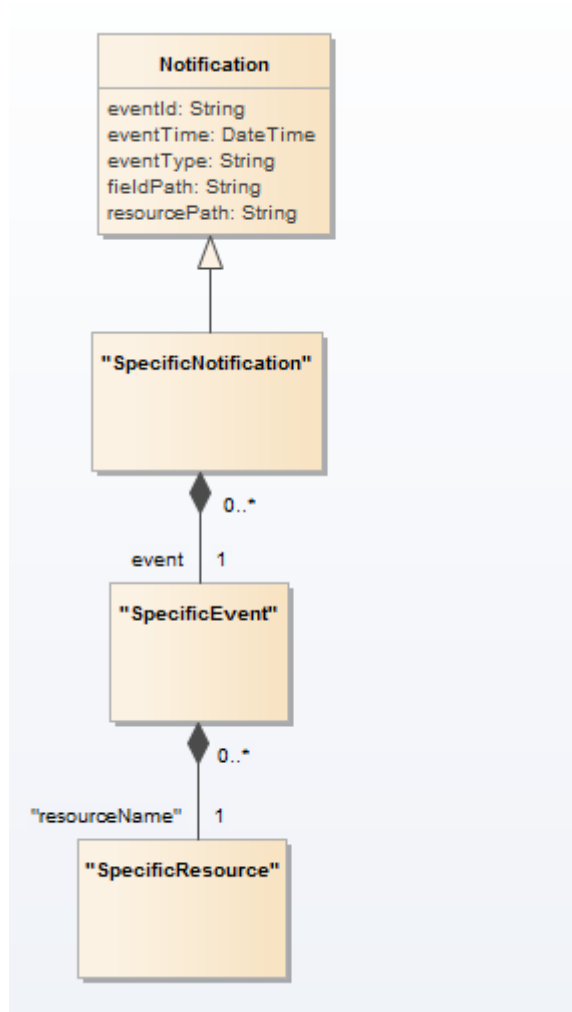 Notification
eventId: String
eventTime: DateTime
eventType: String
fieldPath: String
resourcePath: String
"SpecificNotification"
0..*
event 1
"SpecificEvent"
0..*
"resourceName" 1
"SpecificResource"